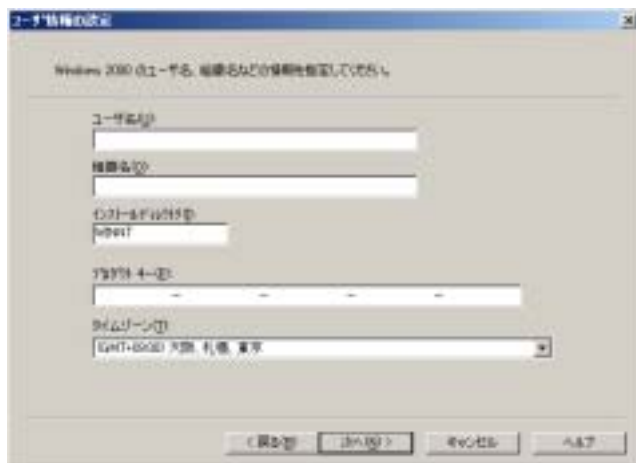 ユーザ情報の設定
Windows 2000 のユーザ名、組織名などの情報を指定してください。
ユーザ名(U):
組織名(O):
インストールディレクトリ(I):
WINNT
プロダクト キー(E):
– – – –
タイムゾーン(T):
(GMT+09:00) 大阪、札幌、東京
< 戻る(B)
次へ(N) >
キャンセル
ヘルプ